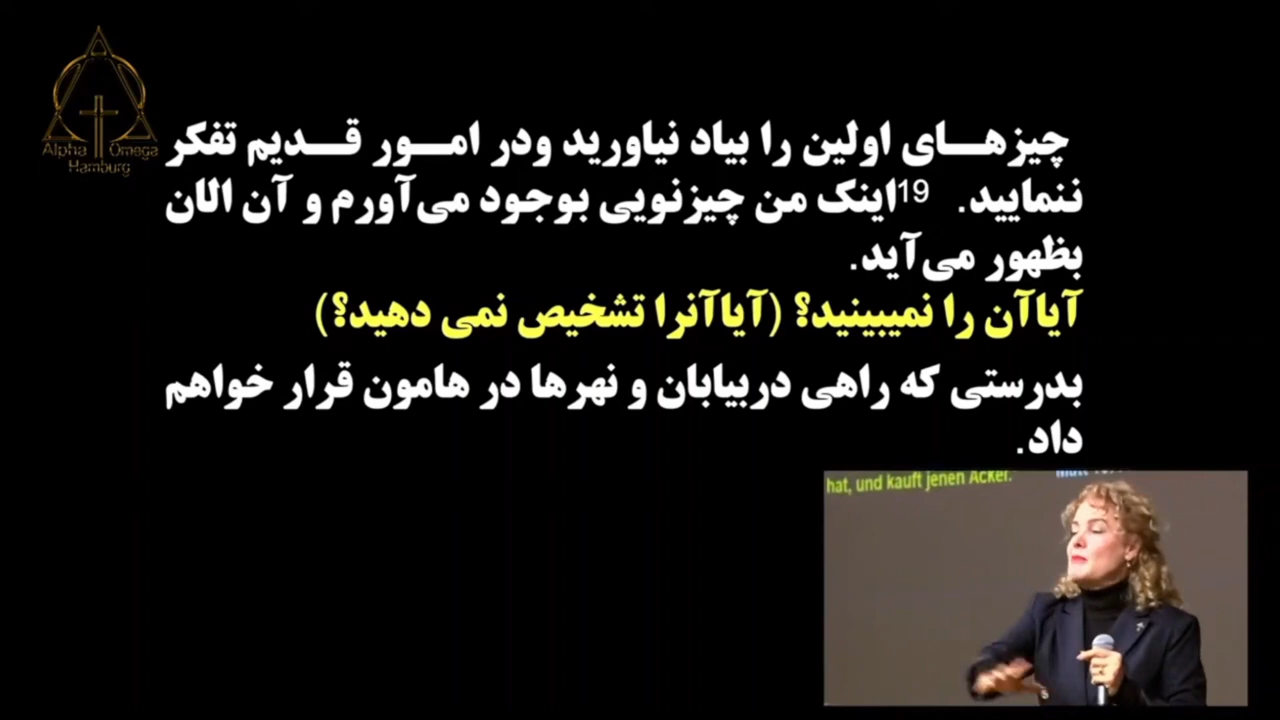 Alpha Omega
Hamburg
چیزهـــای اولین را بیاد نیاورید ودر امـــور قـــدیم تفکر
ننمایید. 19اینک من چیزنویی بوجود می‌آورم و آن الان
بظهور می‌آید.
آیاآن را نمیبینید؟ (آیاآنرا تشخیص نمی دهید؟)
بدرستی که راهی دربیابان و نهرها در هامون قرار خواهم
داد.
hat, und kauft jenen Acker."